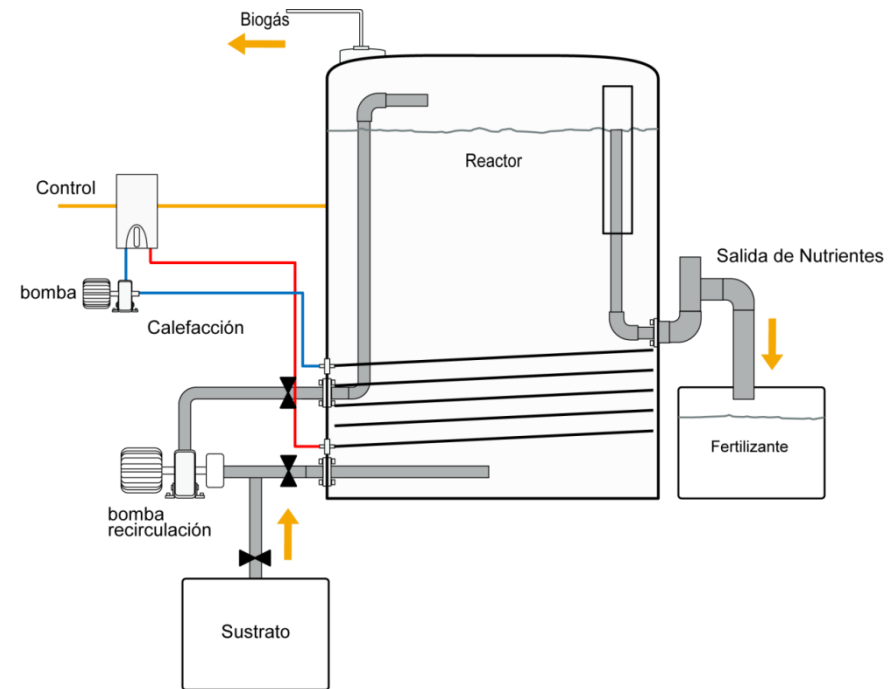 Biogás
Reactor
Control
Salida de Nutrientes
bomba
Calefacción
Fertilizante
bomba
recirculación
Sustrato